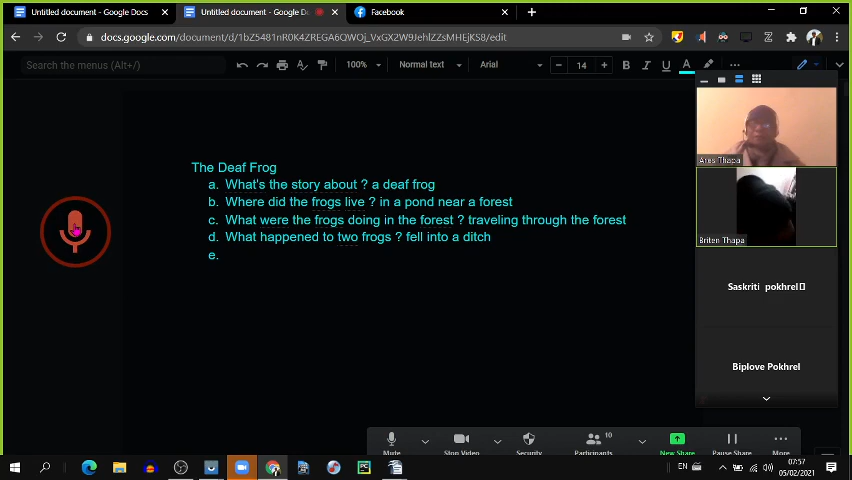 Untitled document - Google Docs
Untitled document - Google Do
Facebook
docs.google.com/document/d/1bZ5481nR0K4ZREGA6QWOj_VxGX2W9JehlZZsMHEjKS8/edit
Search the menus (Alt+/)
100%
Normal text
Arial
14
B I U A
Ares Thapa
Briten Thapa
Saskriti pokhrel
Biplove Pokhrel
The Deaf Frog
a. What's the story about ? a deaf frog
b. Where did the frogs live ? in a pond near a forest
c. What were the frogs doing in the forest ? traveling through the forest
d. What happened to two frogs ? fell into a ditch
e.
10
Mute
Stop Video
Security
Participants
New Share
Pause Share
More
EN
07:57
05/02/2021